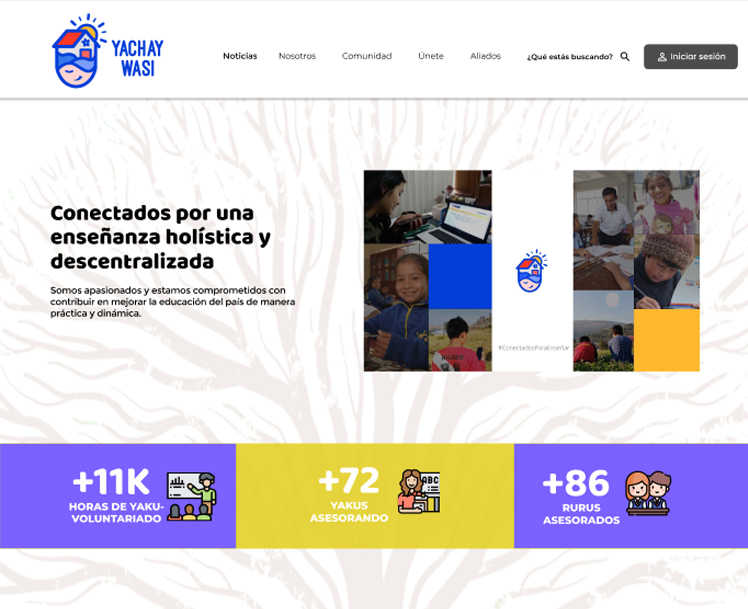 YACHAY
WASI
Noticias
Nosotros
Comunidad
Únete
Aliados
¿Qué estás buscando?
Iniciar sesión
Conectados por una
enseñanza holística y
descentralizada
Somos apasionados y estamos comprometidos con
contribuir en mejorar la educación del país de manera
práctica y dinámica.
#ConectadosParaEnseñar
+11K
HORAS DE YAKU-
VOLUNTARIADO
+72
YAKUS
ASESORANDO
ABC
+86
RURUS
ASESORADOS